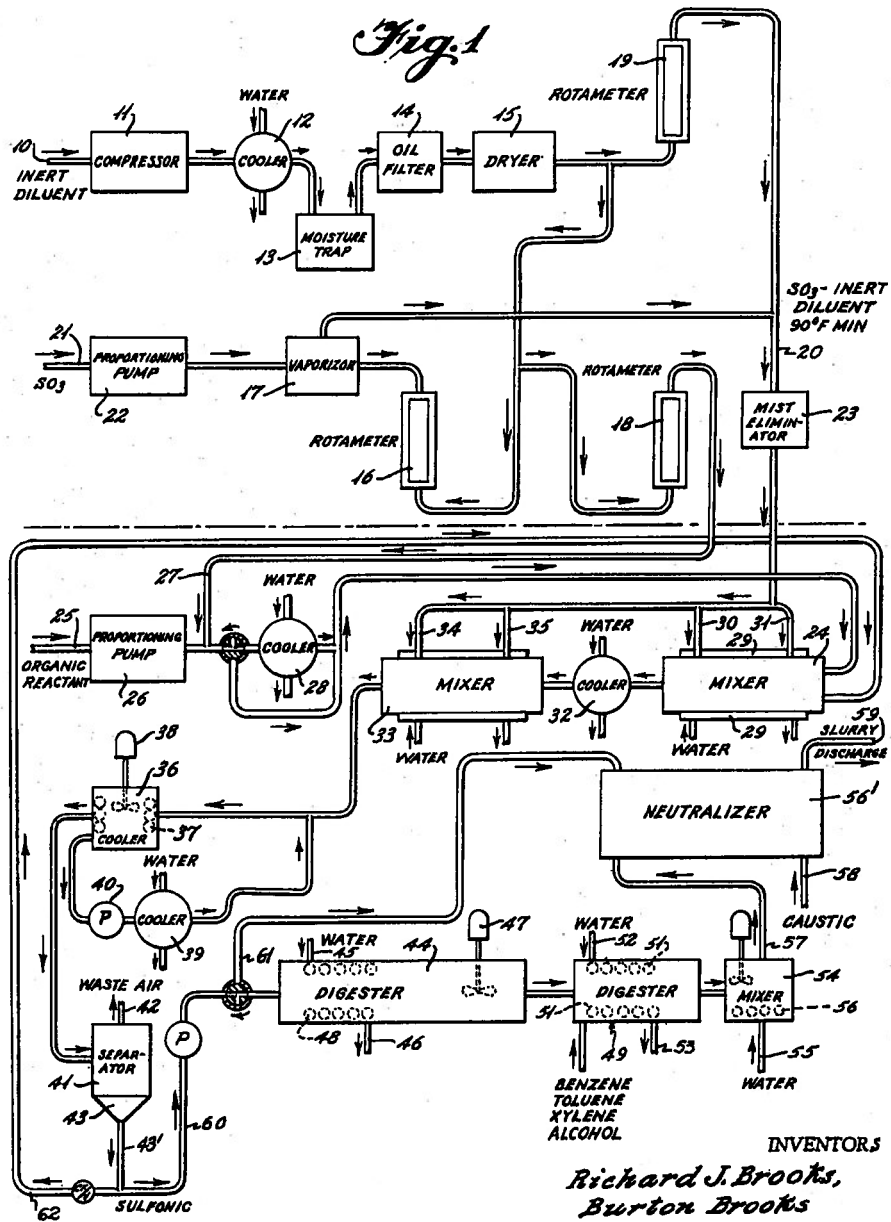 Fig. 1
19
ROTAMETER
WATER
11
12
14
15
10
COMPRESSOR
COOLER
OIL
FILTER
DRYER
INERT
DILUENT
MOISTURE
TRAP
13
SO3- INERT
DILUENT
90°F MIN
21
PROPORTIONING
PUMP
VAPORIZOR
20
SO3
22
17
ROTAMETER
ROTAMETER
18
MIST
ELIMIN-
ATOR
23
16
27
WATER
25
PROPORTIONING
PUMP
COOLER
34
35
WATER
30
31
29
24
ORGANIC
REACTANT
26
28
MIXER
COOLER
MIXER
33
32
29
WATER
WATER
59
SLURRY
DISCHARGE
38
36
37
COOLER
NEUTRALIZER
56'
WATER
40
P
COOLER
39
58
CAUSTIC
47
57
WATER
44
WATER
61
45
52
51
54
WASTE AIR
42
DIGESTER
DIGESTER
MIXER
P
48
46
51
49
53
56
SEPAR-
ATOR
41
55
BENZENE
TOLUENE
XYLENE
ALCOHOL
WATER
43
43'
60
62
SULFONIC
INVENTORS
Richard J. Brooks,
Burton Brooks